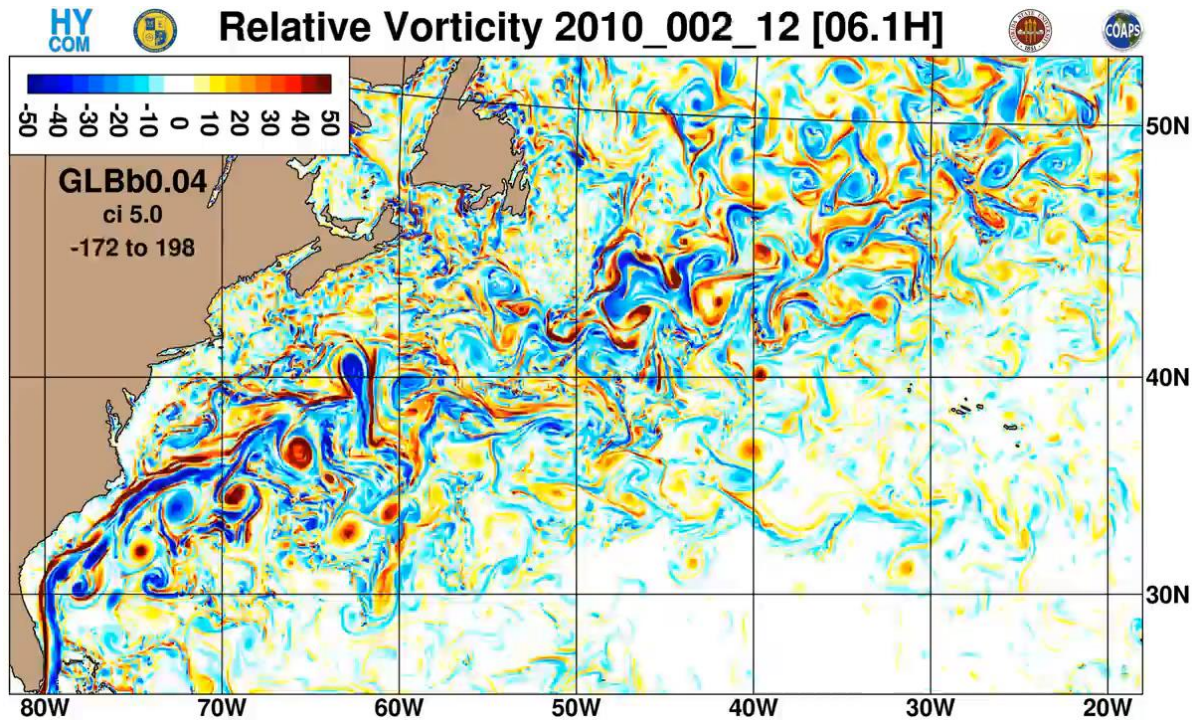 HY
COM
Relative Vorticity 2010_002_12 [06.1H]
COAPS
-50 -40 -30 -20 -10 0 10 20 30 40 50
GLBb0.04
ci 5.0
-172 to 198
50N
40N
30N
80W 70W 60W 50W 40W 30W 20W